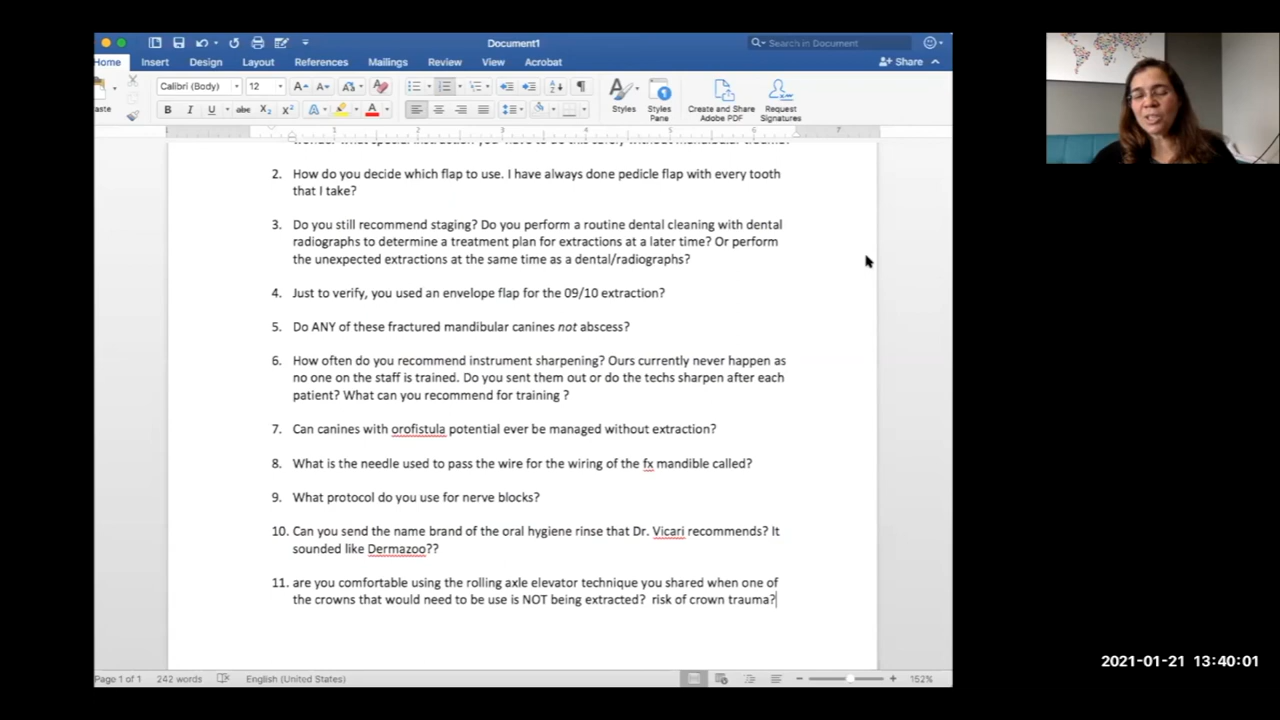 Document1
Search in Document
Home Insert Design Layout References Mailings Review View Acrobat
Share
Calibri (Body) 12
Styles
Styles Pane
Create and Share Adobe PDF
Request Signatures
1 2 3 4 5 6 7
2. How do you decide which flap to use. I have always done pedicle flap with every tooth
that I take?
3. Do you still recommend staging? Do you perform a routine dental cleaning with dental
radiographs to determine a treatment plan for extractions at a later time? Or perform
the unexpected extractions at the same time as a dental/radiographs?
4. Just to verify, you used an envelope flap for the 09/10 extraction?
5. Do ANY of these fractured mandibular canines not abscess?
6. How often do you recommend instrument sharpening? Ours currently never happen as
no one on the staff is trained. Do you sent them out or do the techs sharpen after each
patient? What can you recommend for training ?
7. Can canines with orofistula potential ever be managed without extraction?
8. What is the needle used to pass the wire for the wiring of the fx mandible called?
9. What protocol do you use for nerve blocks?
10. Can you send the name brand of the oral hygiene rinse that Dr. Vicari recommends? It
sounded like Dermazoo??
11. are you comfortable using the rolling axle elevator technique you shared when one of
the crowns that would need to be use is NOT being extracted? risk of crown trauma?
Page 1 of 1 242 words English (United States) 152%
2021-01-21 13:40:01